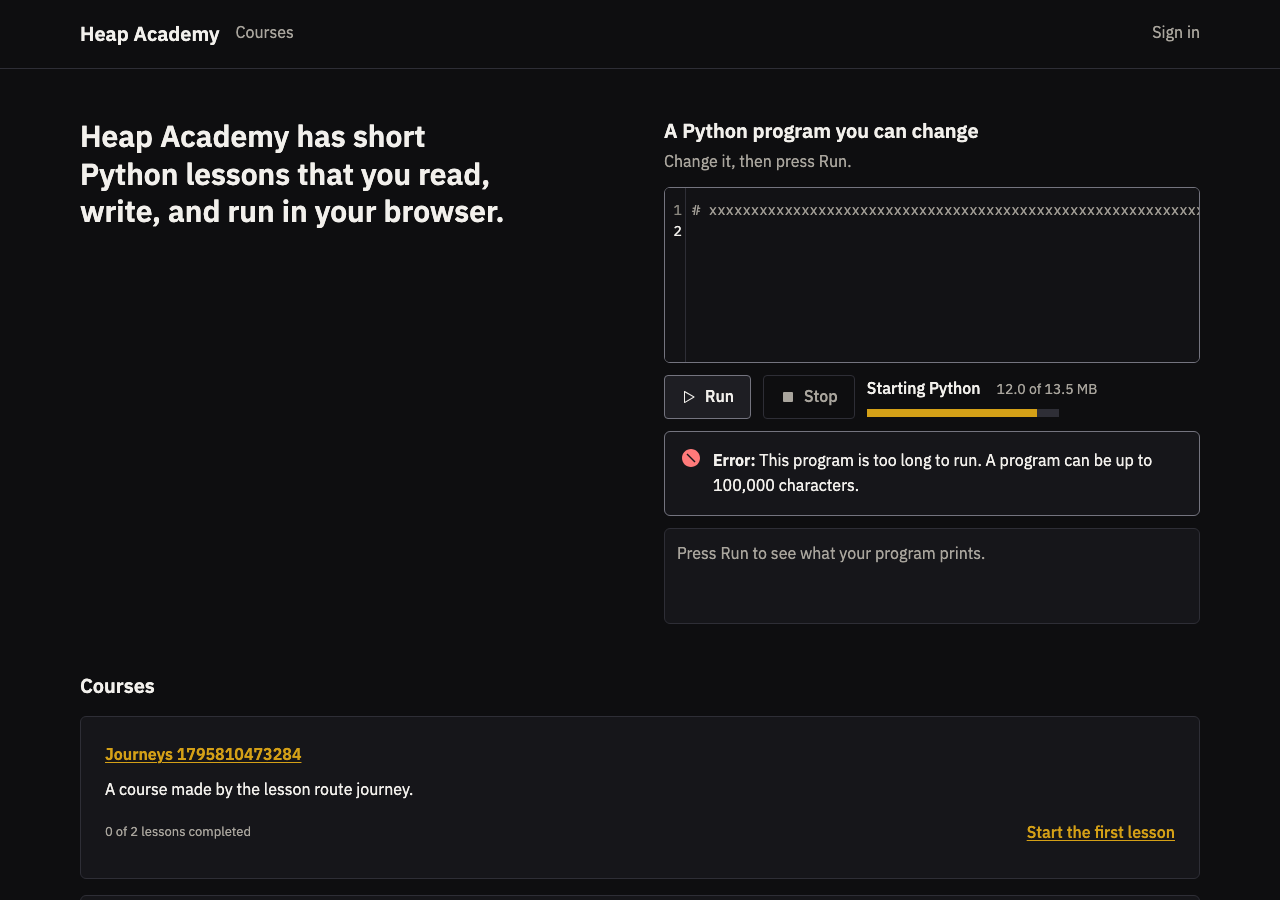 Heap Academy Courses Sign in
Heap Academy has short
Python lessons that you read,
write, and run in your browser.
A Python program you can change
Change it, then press Run.
1 # xxxxxxxxxxxxxxxxxxxxxxxxxxxxxxxxxxxxxxxxxxxxxxxxxxxxxxxxxxx
2
Run Stop Starting Python 12.0 of 13.5 MB
Error: This program is too long to run. A program can be up to
100,000 characters.
Press Run to see what your program prints.
Courses
Journeys 1795810473284
A course made by the lesson route journey.
0 of 2 lessons completed Start the first lesson